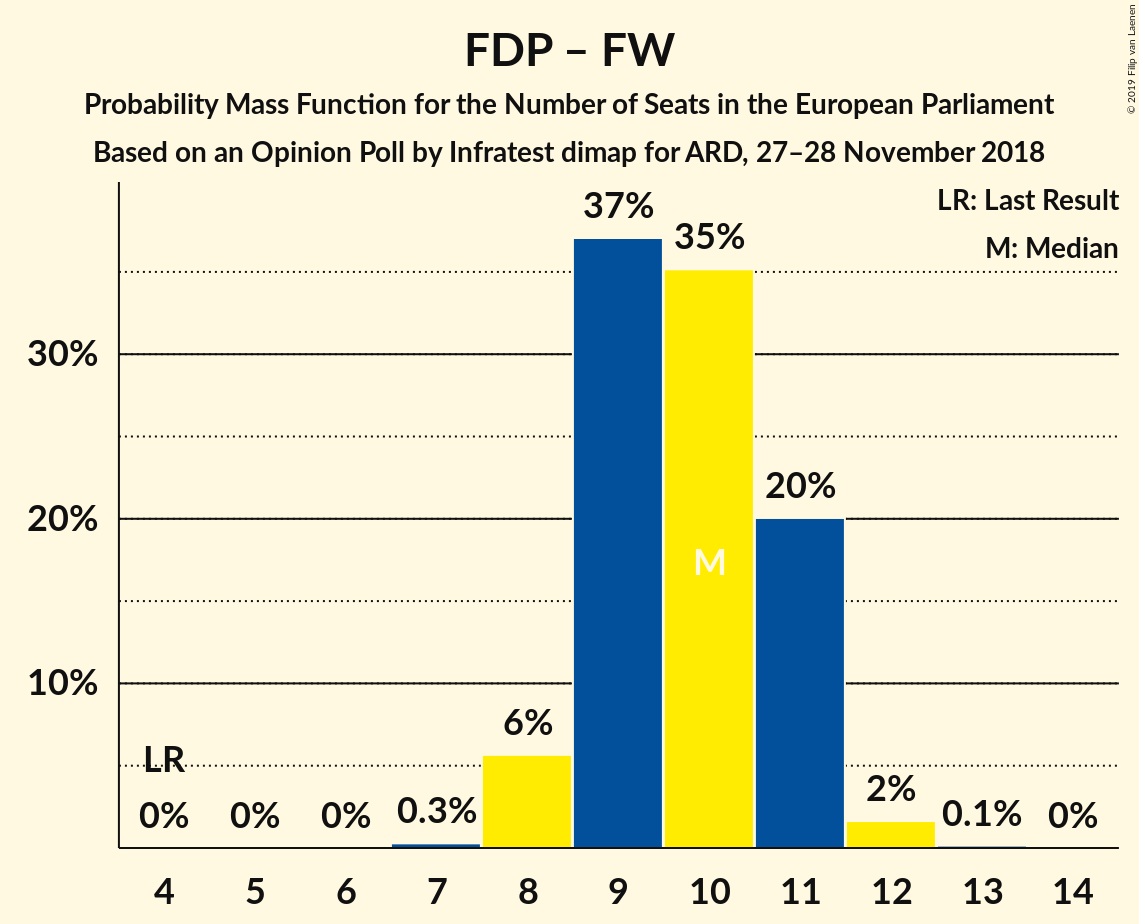 FDP – FW
Probability Mass Function for the Number of Seats in the European Parliament
Based on an Opinion Poll by Infratest dimap for ARD, 27–28 November 2018
© 2019 Filip van Laenen
LR: Last Result
M: Median
37%
35%
30%
20%
20%
M
10%
6%
LR
2%
0%
0%
0%
0.3%
0.1%
0%
4 5 6 7 8 9 10 11 12 13 14